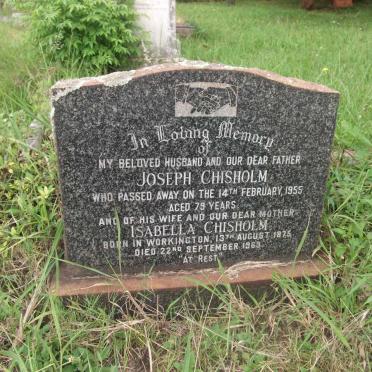 In Loving Memory
of
MY BELOVED HUSBAND AND OUR DEAR FATHER
JOSEPH CHISHOLM
WHO PASSED AWAY ON THE 14TH FEBRUARY 1955
AGED 79 YEARS.
AND OF HIS WIFE AND OUR DEAR MOTHER
ISABELLA CHISHOLM
BORN IN WORKINGTON, 13TH AUGUST 1875
DIED 22ND SEPTEMBER 1963.
AT REST